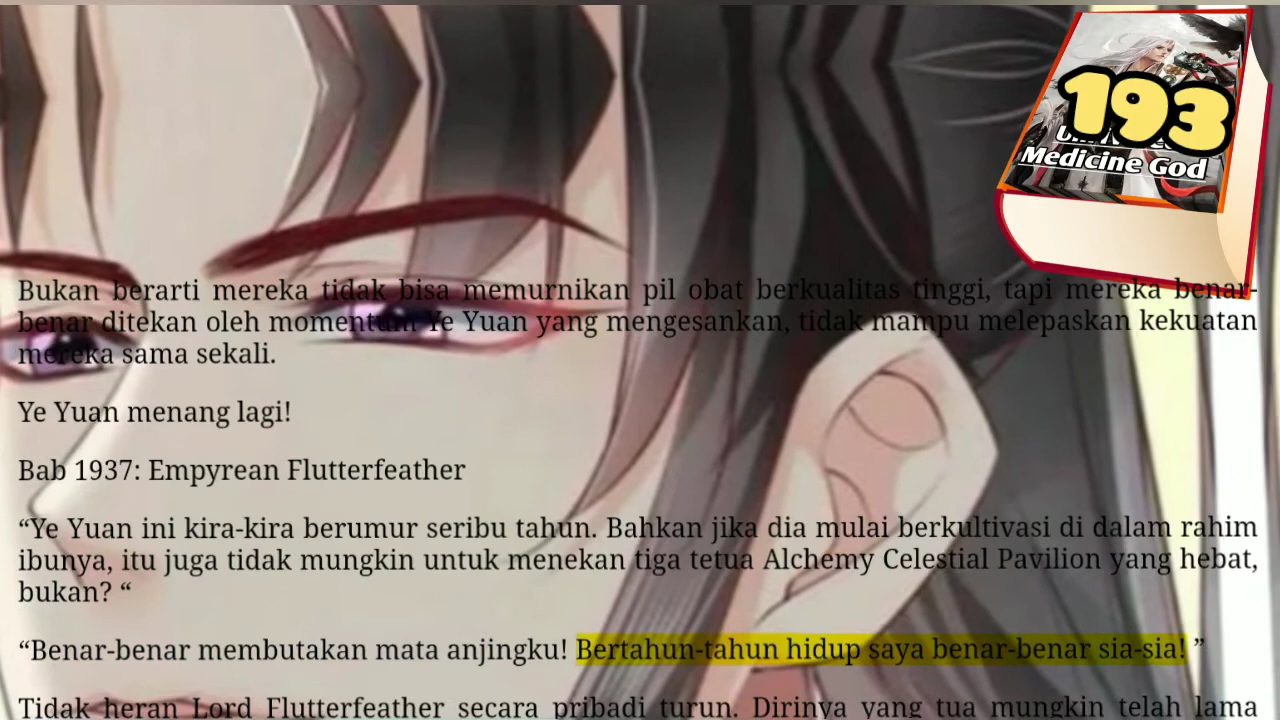 193
Medicine God
Bukan berarti mereka tidak bisa memurnikan pil obat berkualitas tinggi, tapi mereka benar-
benar ditekan oleh momentum Ye Yuan yang mengesankan, tidak mampu melepaskan kekuatan
mereka sama sekali.
Ye Yuan menang lagi!
Bab 1937: Empyrean Flutterfeather
“Ye Yuan ini kira-kira berumur seribu tahun. Bahkan jika dia mulai berkultivasi di dalam rahim
ibunya, itu juga tidak mungkin untuk menekan tiga tetua Alchemy Celestial Pavilion yang hebat,
bukan? “
“Benar-benar membutakan mata anjingku! Bertahun-tahun hidup saya benar-benar sia-sia! ”
Tidak heran Lord Flutterfeather secara pribadi turun. Dirinya yang tua mungkin telah lama